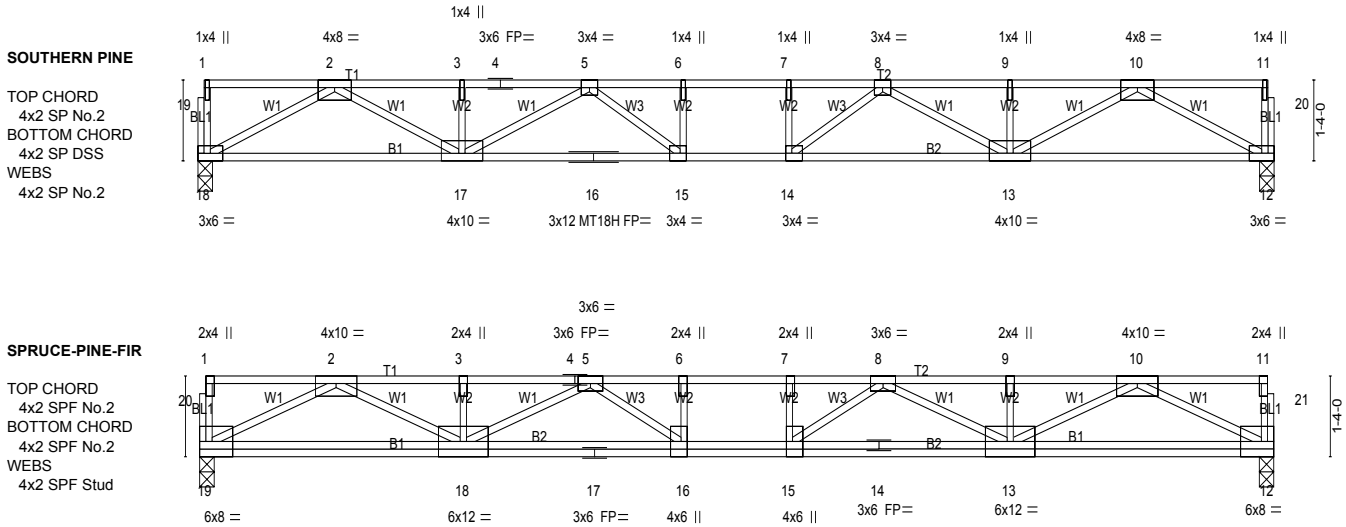 1x4 ||
1x4 || 4x8 = 3x6 FP= 3x4 = 1x4 || 1x4 || 3x4 = 1x4 || 4x8 = 1x4 ||
SOUTHERN PINE
1 2 3 4 5 6 7 8 9 10 11
T1 T2
TOP CHORD
4x2 SP No.2
BOTTOM CHORD
4x2 SP DSS
WEBS
4x2 SP No.2
19 BL1 W1 W1 W2 W1 W3 W2 W2 W3 W1 W2 W1 W1 BL1 20 1-4-0
B1 B2
18 17 16 15 14 13 12
3x6 = 4x10 = 3x12 MT18H FP= 3x4 = 3x4 = 4x10 = 3x6 =
3x6 =
2x4 || 4x10 = 2x4 || 3x6 FP= 2x4 || 2x4 || 3x6 = 2x4 || 4x10 = 2x4 ||
SPRUCE-PINE-FIR
1 2 3 4 5 6 7 8 9 10 11
T1 T2
TOP CHORD
4x2 SPF No.2
BOTTOM CHORD
4x2 SPF No.2
WEBS
4x2 SPF Stud
20 BL1 W1 W1 W2 W1 W3 W2 W2 W3 W1 W2 W1 W1 BL1 21 1-4-0
B1 B2 B2 B1
19 18 17 16 15 14 13 12
6x8 = 6x12 = 3x6 FP= 4x6 || 4x6 || 3x6 FP= 6x12 = 6x8 =